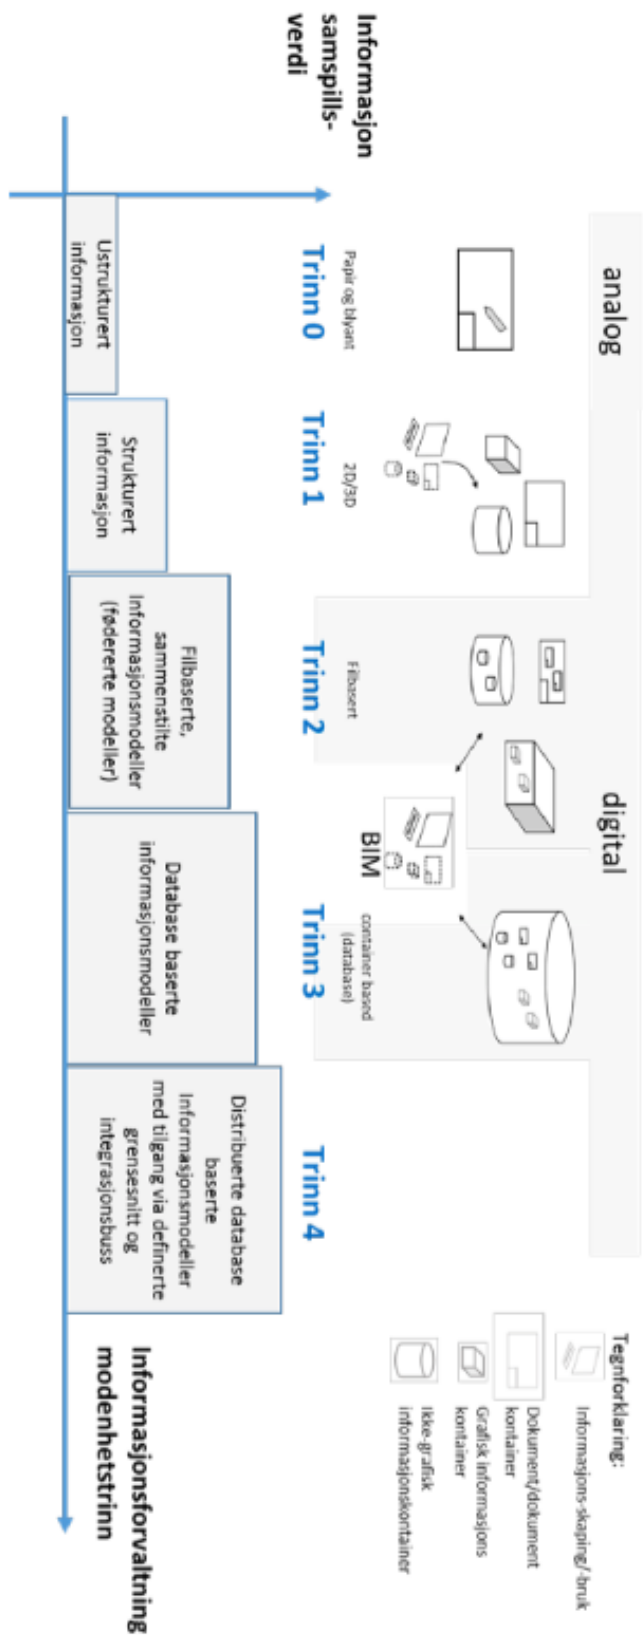 Informasjon
samspills-
verdi
analog
digital
Tegnforklaring:
Informasjons-skaping/-bruk
Dokument/dokument
kontainer
Grafisk informasjons
kontainer
Ikke-grafisk
informasjonskontainer
BIM
Papir og blyant
2D/3D
Filbasert
container based
(database)
Trinn 0
Trinn 1
Trinn 2
Trinn 3
Trinn 4
Ustrukturert
informasjon
Strukturert
informasjon
Filbaserte,
sammenstilte
Informasjonsmodeller
(fødererte modeller)
Database baserte
informasjonsmodeller
Distribuerte database
baserte
Informasjonsmodeller
med tilgang via definerte
grensesnitt og
integrasjonsbuss
Informasjonsforvaltning
modenhetstrinn